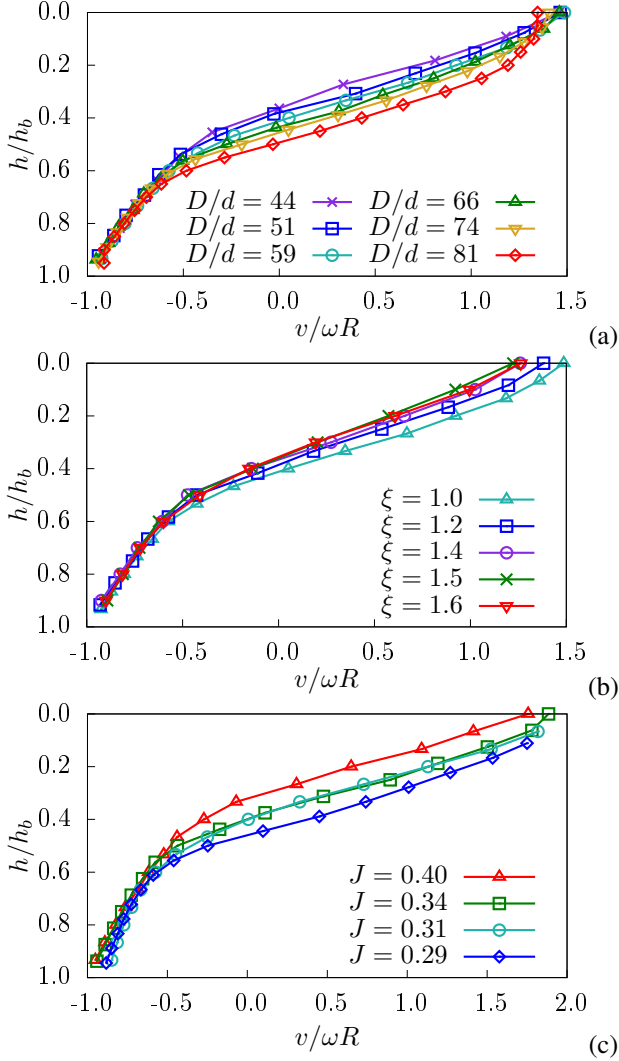 0.0
0.2
0.4
0.6
0.8
1.0
h/h_b
D/d = 44
D/d = 51
D/d = 59
D/d = 66
D/d = 74
D/d = 81
-1.0 -0.5 0.0 0.5 1.0 1.5
v/ωR
(a)
0.0
0.2
0.4
0.6
0.8
1.0
h/h_b
ξ = 1.0
ξ = 1.2
ξ = 1.4
ξ = 1.5
ξ = 1.6
-1.0 -0.5 0.0 0.5 1.0 1.5
v/ωR
(b)
0.0
0.2
0.4
0.6
0.8
1.0
h/h_b
J = 0.40
J = 0.34
J = 0.31
J = 0.29
-1.0 -0.5 0.0 0.5 1.0 1.5 2.0
v/ωR
(c)